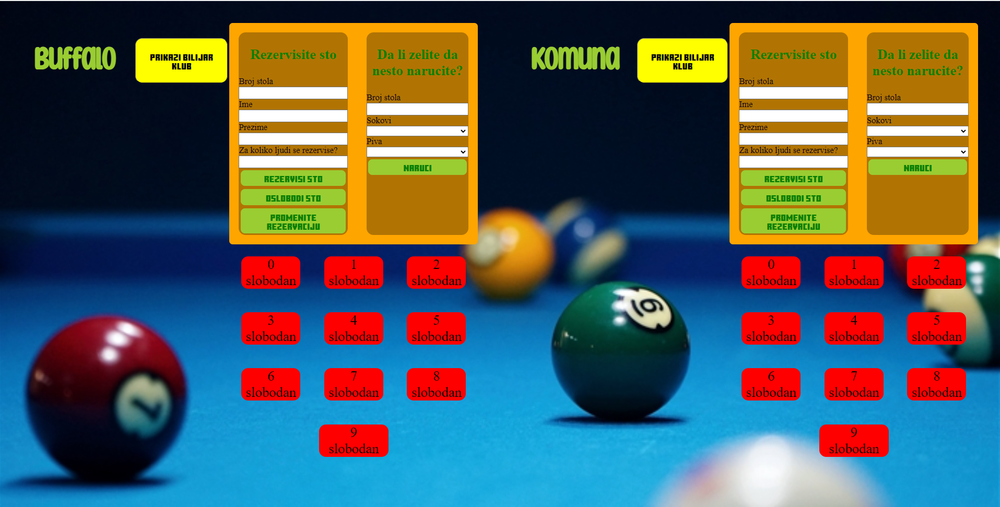 Buffalo
PRIKAZI BILIJAR
KLUB
Rezervisite sto
Broj stola
Ime
Prezime
Za koliko ljudi se rezervise?
REZERVISI STO
OSLOBODI STO
PROMENITE
REZERVACIJU
Da li zelite da
nesto narucite?
Broj stola
Sokovi
Piva
NARUCI
0
slobodan
1
slobodan
2
slobodan
3
slobodan
4
slobodan
5
slobodan
6
slobodan
7
slobodan
8
slobodan
9
slobodan
Komuna
PRIKAZI BILIJAR
KLUB
Rezervisite sto
Broj stola
Ime
Prezime
Za koliko ljudi se rezervise?
REZERVISI STO
OSLOBODI STO
PROMENITE
REZERVACIJU
Da li zelite da
nesto narucite?
Broj stola
Sokovi
Piva
NARUCI
0
slobodan
1
slobodan
2
slobodan
3
slobodan
4
slobodan
5
slobodan
6
slobodan
7
slobodan
8
slobodan
9
slobodan
7
6